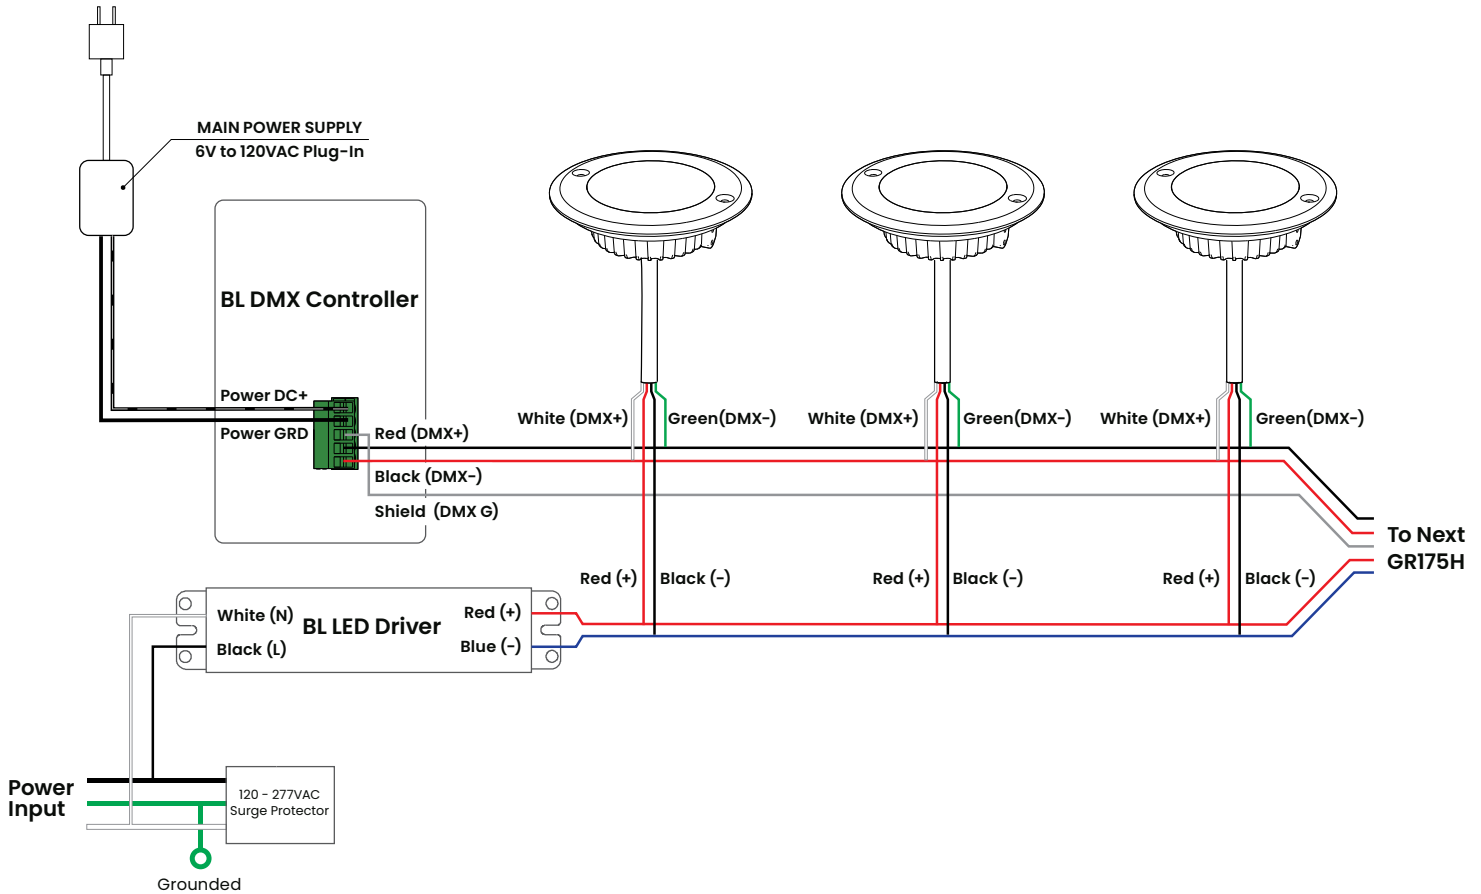 MAIN POWER SUPPLY
6V to 120VAC Plug-In
BL DMX Controller
Power DC+
Power GRD
Red (DMX+)
Black (DMX-)
Shield (DMX G)
White (DMX+)
Green(DMX-)
White (DMX+)
Green(DMX-)
White (DMX+)
Green(DMX-)
To Next
GR175H
Red (+)
Black (-)
Red (+)
Black (-)
Red (+)
Black (-)
White (N)
Black (L)
BL LED Driver
Red (+)
Blue (-)
Power
Input
120 - 277VAC
Surge Protector
Grounded